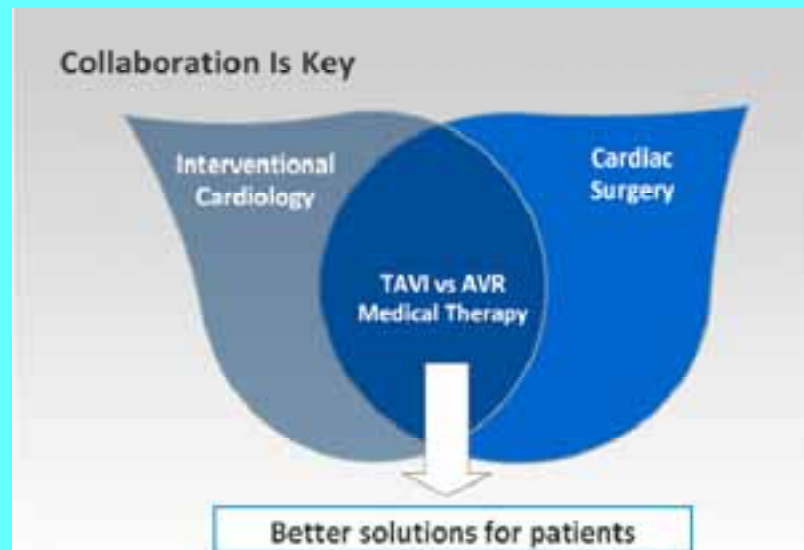 Collaboration Is Key
Interventional
Cardiology
Cardiac
Surgery
TAVI vs AVR
Medical Therapy
Better solutions for patients